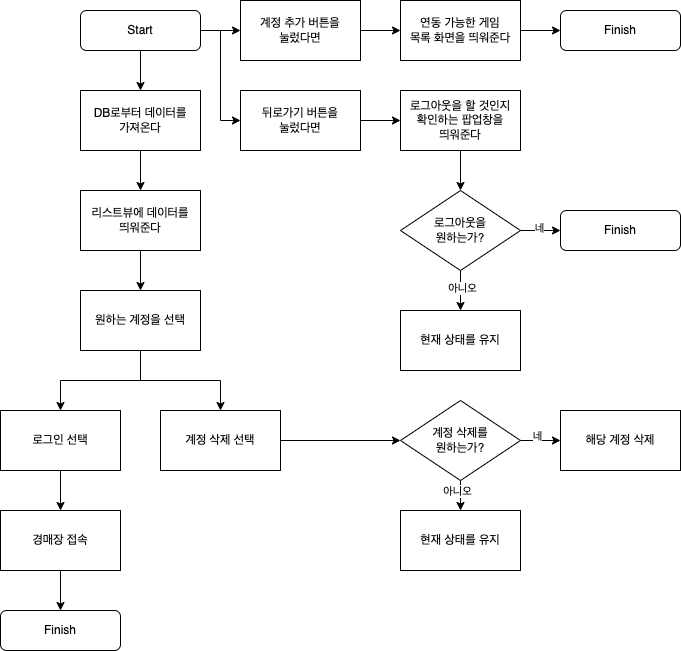 Start
계정 추가 버튼을
눌렀다면
연동 가능한 게임
목록 화면을 띄워준다
Finish
DB로부터 데이터를
가져온다
뒤로가기 버튼을
눌렀다면
로그아웃을 할 것인지
확인하는 팝업창을
띄워준다
리스트뷰에 데이터를
띄워준다
로그아웃을
원하는가?
네
Finish
아니오
원하는 계정을 선택
현재 상태를 유지
로그인 선택
계정 삭제 선택
계정 삭제를
원하는가?
네
해당 계정 삭제
아니오
경매장 접속
현재 상태를 유지
Finish